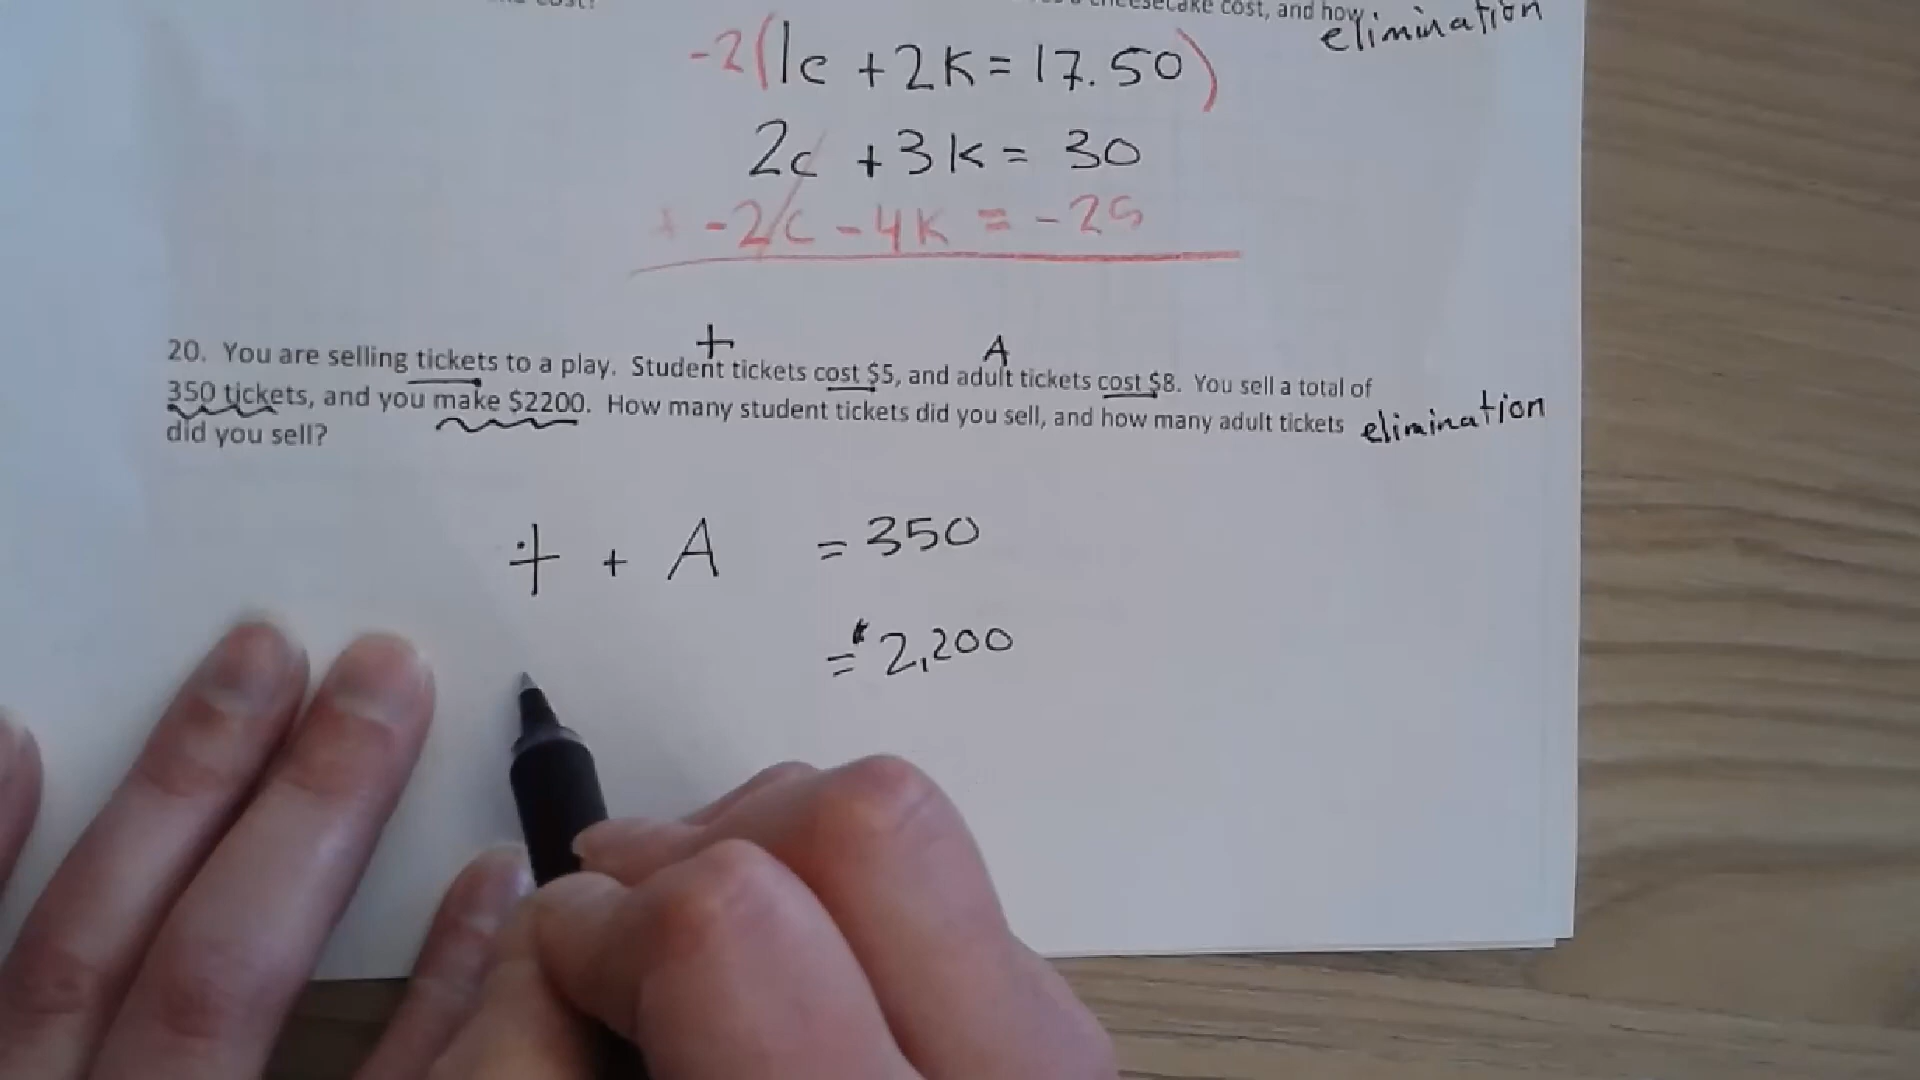 cheesecake cost, and how
elimination
-2(1c + 2K = 17.50)
2c + 3K = 30
+ -2c - 4K = -25
t A
20. You are selling tickets to a play. Student tickets cost $5, and adult tickets cost $8. You sell a total of
350 tickets, and you make $2200. How many student tickets did you sell, and how many adult tickets elimination
did you sell?
t + A = 350
= $2,200